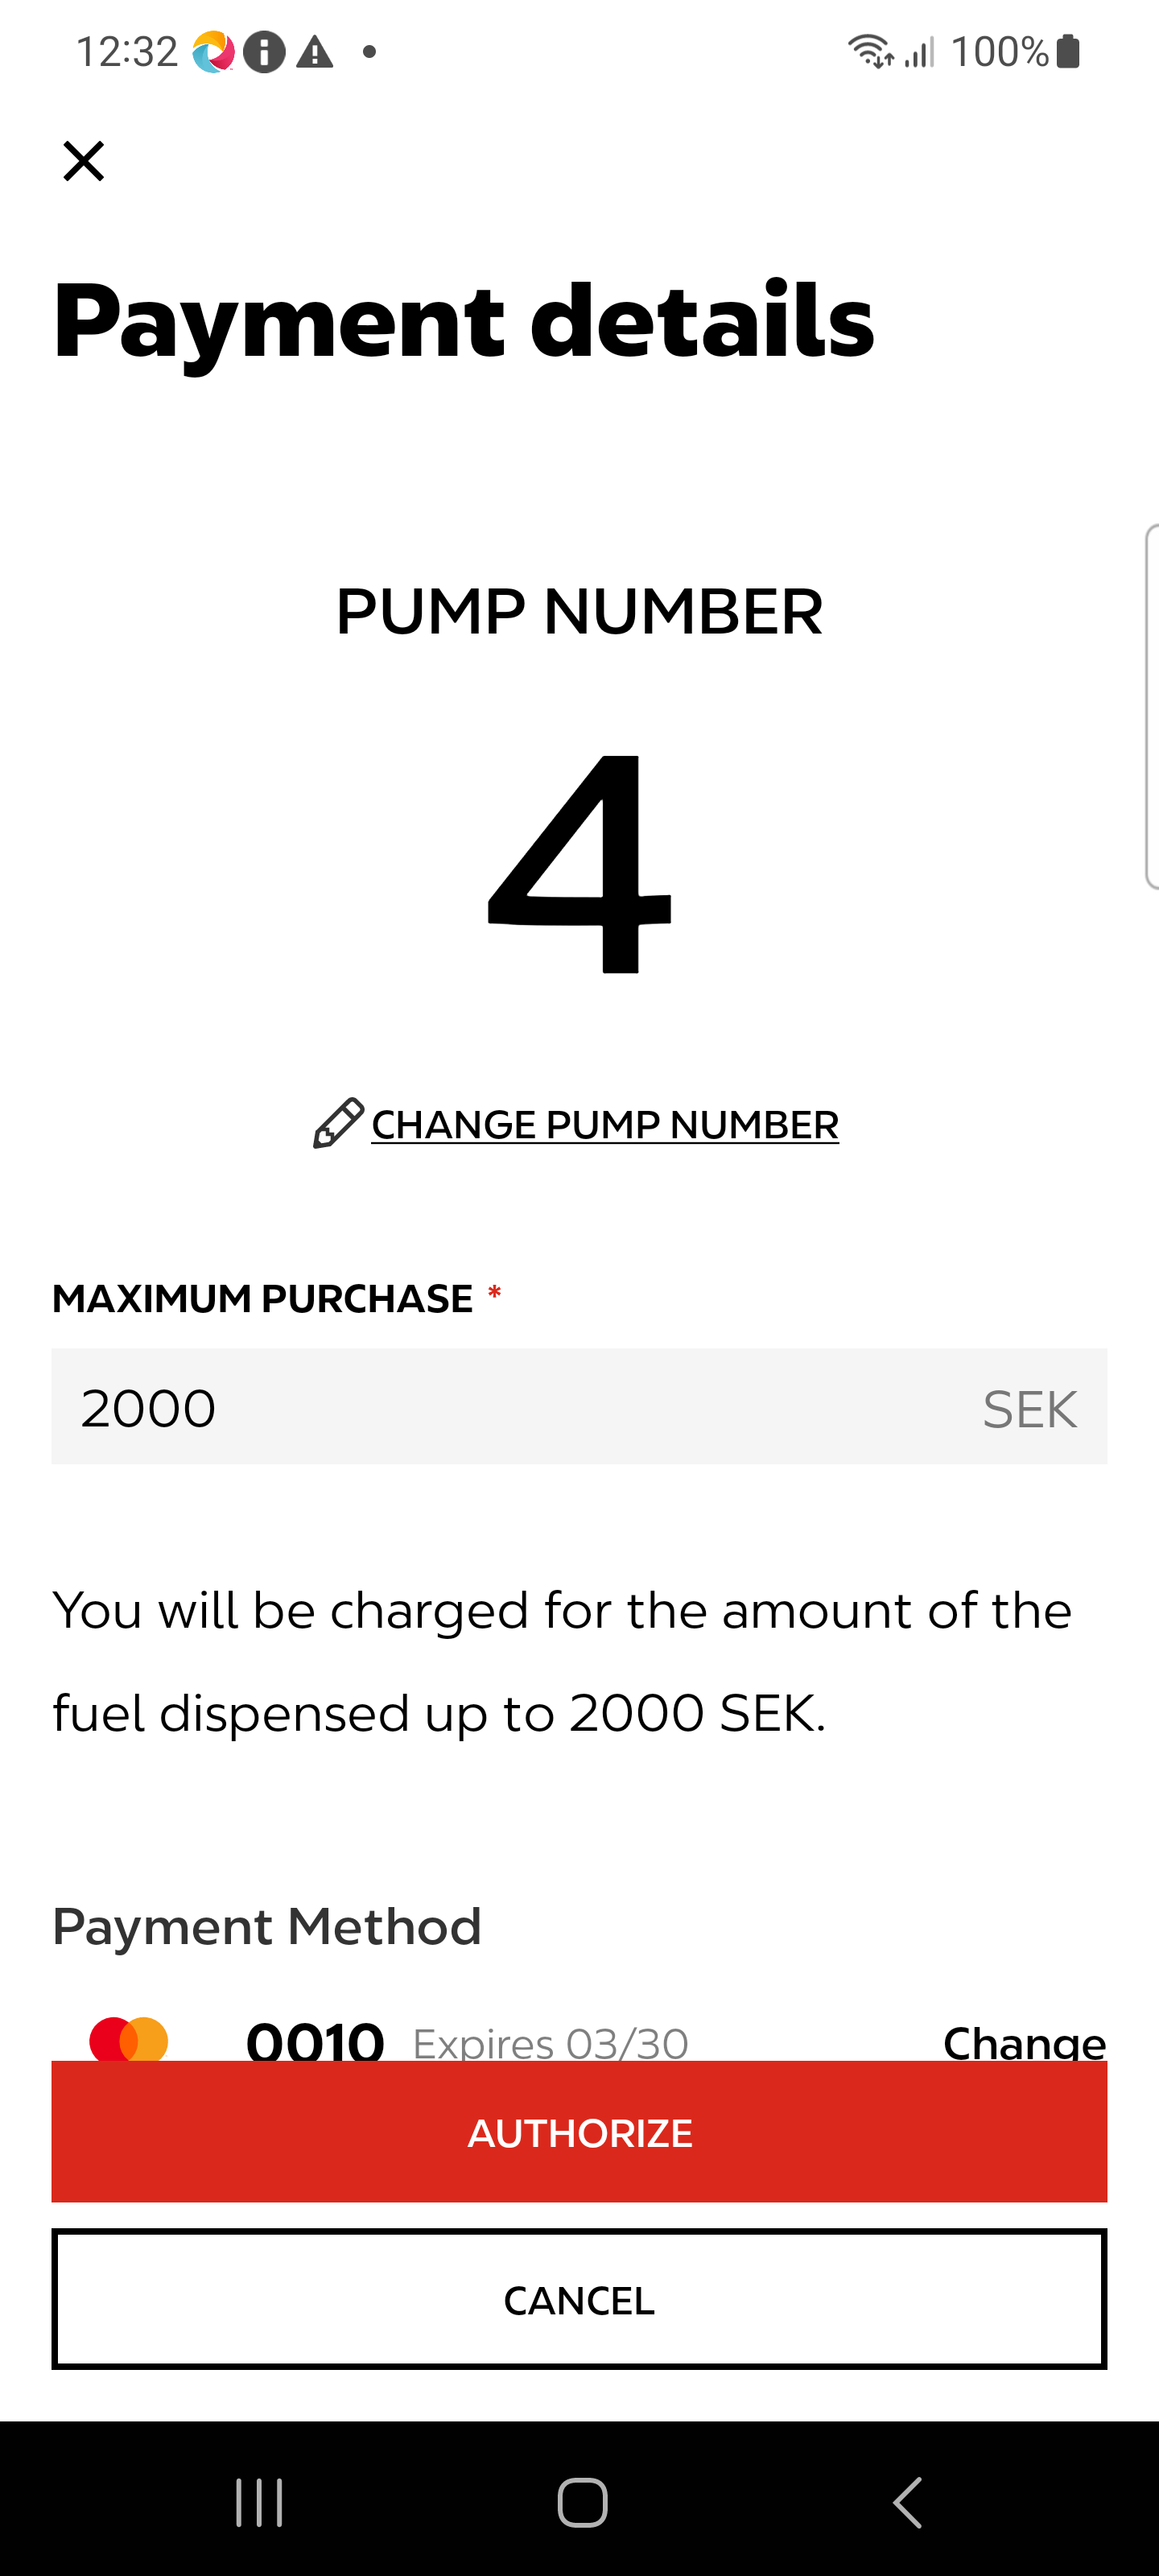 12:32
100%
Payment details
PUMP NUMBER
4
CHANGE PUMP NUMBER
MAXIMUM PURCHASE *
2000 SEK
You will be charged for the amount of the
fuel dispensed up to 2000 SEK.
Payment Method
0010 Expires 03/30 Change
AUTHORIZE
CANCEL